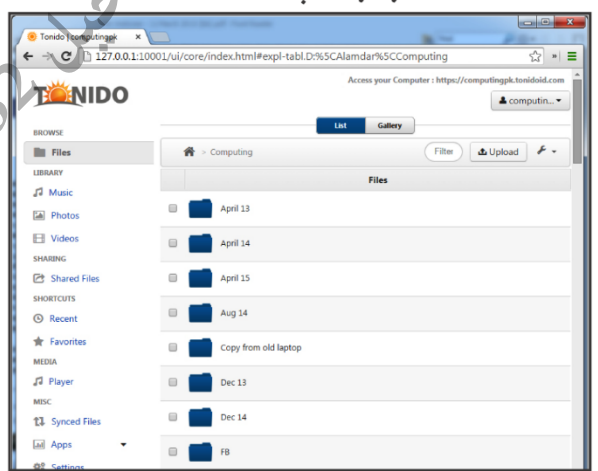 Tonido | computingpk
127.0.0.1:10001/ui/core/index.html#expl-tabl.D:%5CAlamdar%5CComputing
Access your Computer : https://computingpk.tonidoid.com
TONIDO
computin...
BROWSE
List Gallery
Files
> Computing
Filter
Upload
LIBRARY
Files
Music
April 13
Photos
Videos
April 14
SHARING
Shared Files
April 15
SHORTCUTS
Recent
Aug 14
Favorites
Copy from old laptop
MEDIA
Player
Dec 13
MISC
Synced Files
Dec 14
Apps
FB
Settings